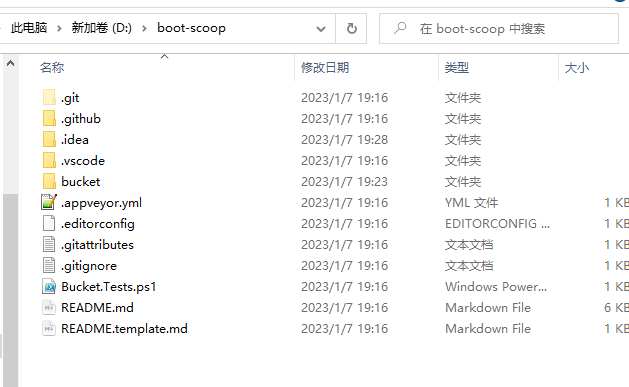 此电脑 › 新加卷 (D:) › boot-scoop 在 boot-scoop 中搜索
名称 修改日期 类型 大小
.git 2023/1/7 19:16 文件夹
.github 2023/1/7 19:16 文件夹
.idea 2023/1/7 19:28 文件夹
.vscode 2023/1/7 19:16 文件夹
bucket 2023/1/7 19:23 文件夹
.appveyor.yml 2023/1/7 19:16 YML 文件 1 KB
.editorconfig 2023/1/7 19:16 EDITORCONFIG ... 1 KB
.gitattributes 2023/1/7 19:16 文本文档 1 KB
.gitignore 2023/1/7 19:16 文本文档 1 KB
Bucket.Tests.ps1 2023/1/7 19:16 Windows Power... 1 KB
README.md 2023/1/7 19:16 Markdown File 6 KB
README.template.md 2023/1/7 19:16 Markdown File 1 KB